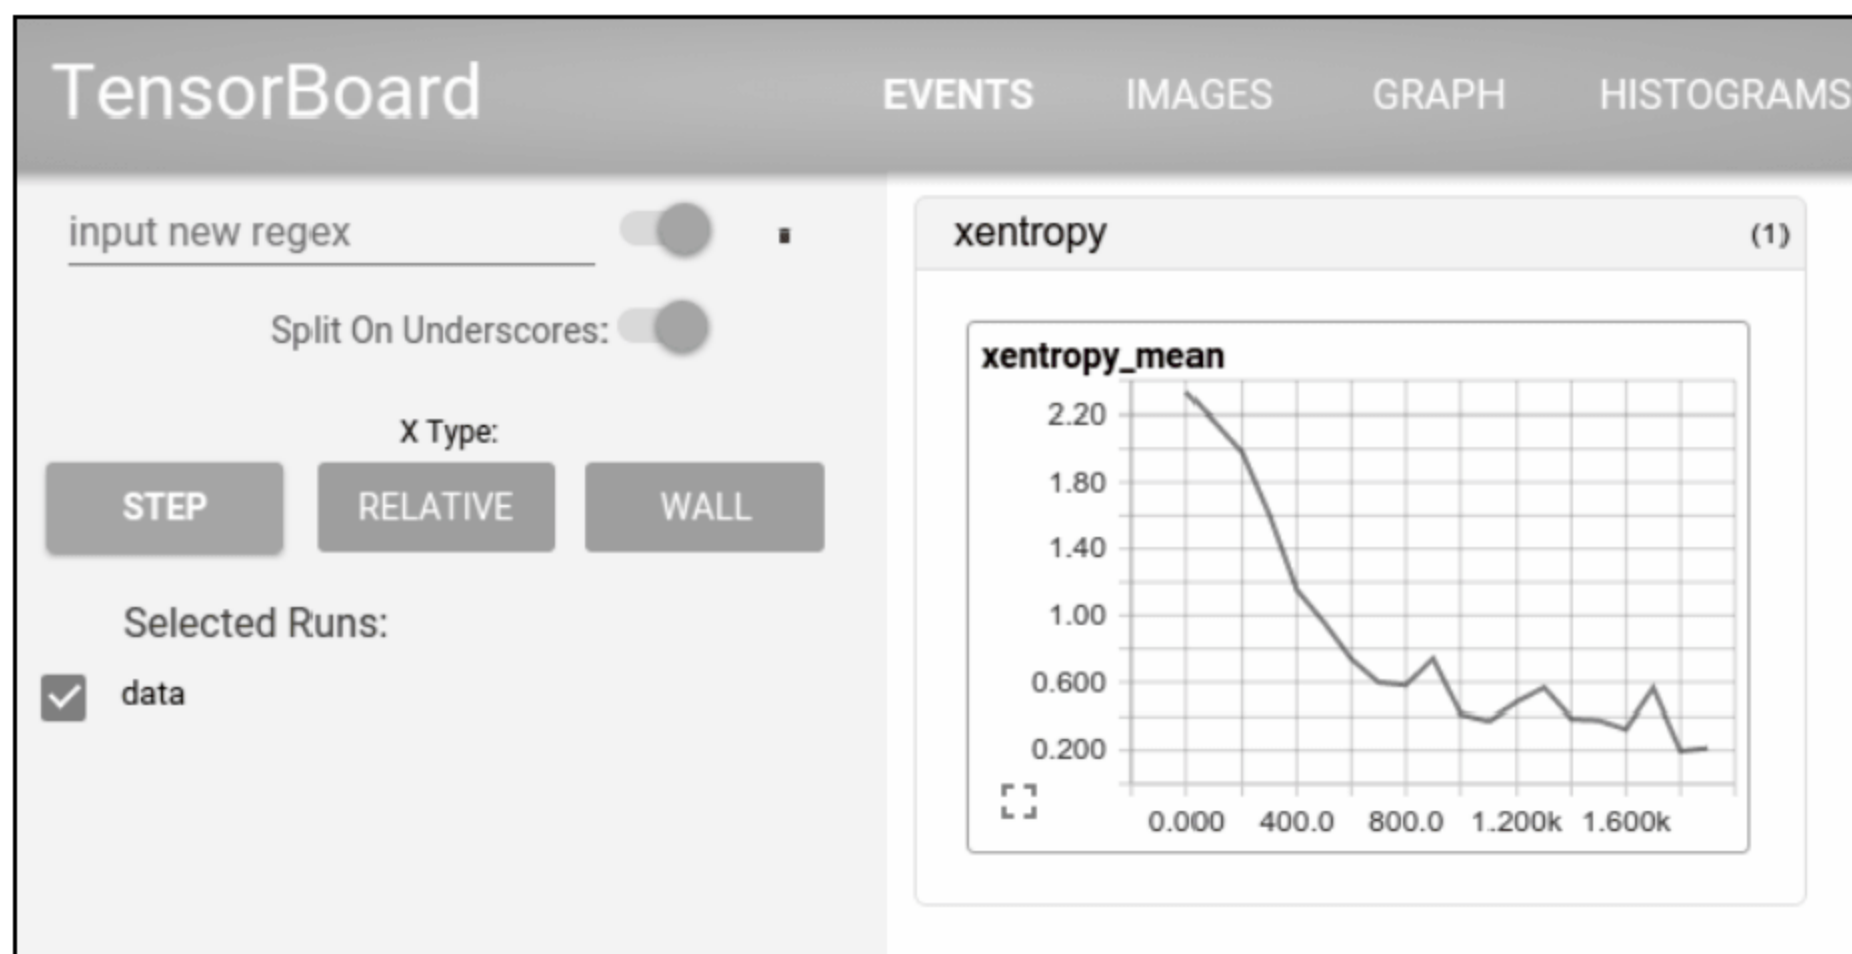 TensorBoard
EVENTS IMAGES GRAPH HISTOGRAMS
input new regex
Split On Underscores:
X Type:
STEP RELATIVE WALL
Selected Runs:
data
xentropy (1)
xentropy_mean
2.20
1.80
1.40
1.00
0.600
0.200
0.000 400.0 800.0 1.200k 1.600k